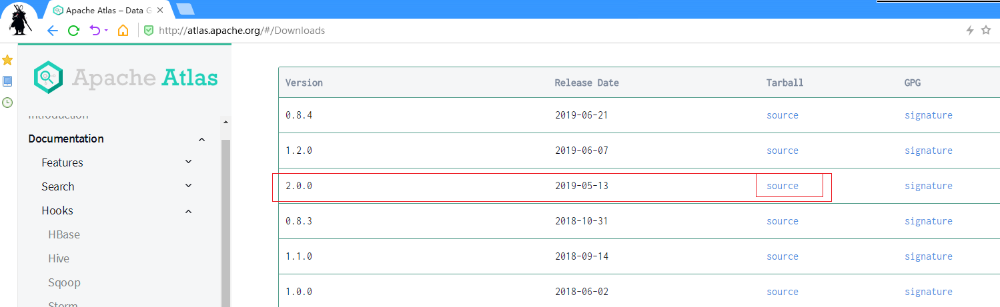 Apache Atlas – Data G
http://atlas.apache.org/#/Downloads
Apache Atlas
Introduction
Documentation
Features
Search
Hooks
HBase
Hive
Sqoop
Storm
Version Release Date Tarball GPG
0.8.4 2019-06-21 source signature
1.2.0 2019-06-07 source signature
2.0.0 2019-05-13 source signature
0.8.3 2018-10-31 source signature
1.1.0 2018-09-14 source signature
1.0.0 2018-06-02 source signature